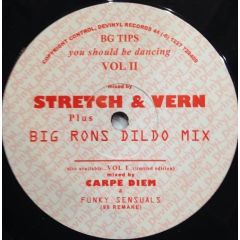 COPYRIGHT CONTROL, DEVINYL RECORDS
BG TIPS
you should be dancing
VOL II
mixed by
STRETCH & VERN
Plus
BIG RONS DILDO MIX
also available...VOL I (limited edition)
mixed by
CARPE DIEM
&
FUNKY SENSUALS
(98 REMAKE)